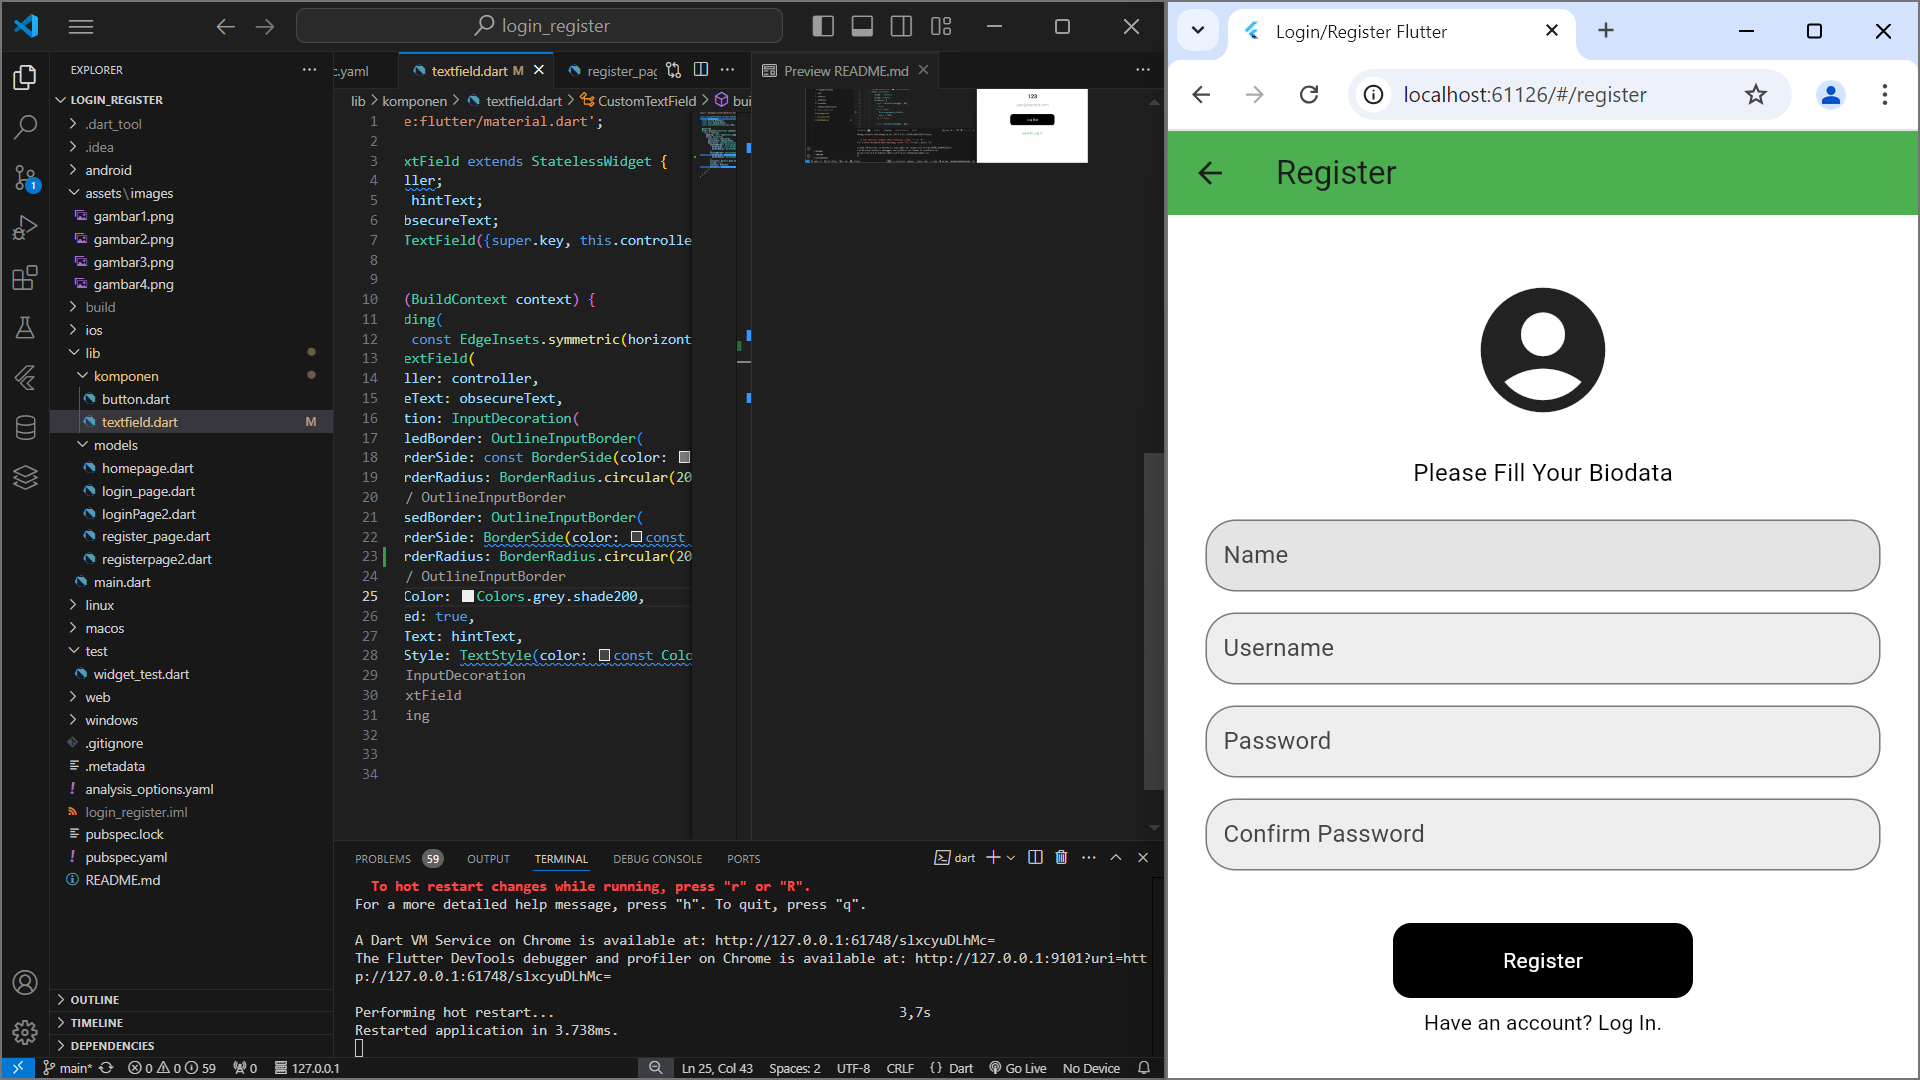 login_register
EXPLORER
LOGIN_REGISTER
.dart_tool
.idea
android
assets\images
gambar1.png
gambar2.png
gambar3.png
gambar4.png
build
ios
lib
komponen
button.dart
textfield.dart M
models
homepage.dart
login_page.dart
loginPage2.dart
register_page.dart
registerpage2.dart
main.dart
linux
macos
test
widget_test.dart
web
windows
.gitignore
.metadata
analysis_options.yaml
login_register.iml
pubspec.lock
pubspec.yaml
README.md
OUTLINE
TIMELINE
DEPENDENCIES
c.yaml
textfield.dart M
register_pag
Preview README.md
lib > komponen > textfield.dart > CustomTextField > bui
1 e:flutter/material.dart';
2
3 xtField extends StatelessWidget {
4 ller;
5 hintText;
6 bsecureText;
7 TextField({super.key, this.controlle
8
9
10 (BuildContext context) {
11 ding(
12 const EdgeInsets.symmetric(horizont
13 extField(
14 ller: controller,
15 eText: obsecureText,
16 tion: InputDecoration(
17 ledBorder: OutlineInputBorder(
18 rderSide: const BorderSide(color:
19 rderRadius: BorderRadius.circular(20
20 / OutlineInputBorder
21 sedBorder: OutlineInputBorder(
22 rderSide: BorderSide(color: const
23 rderRadius: BorderRadius.circular(20
24 / OutlineInputBorder
25 Color: Colors.grey.shade200,
26 ed: true,
27 Text: hintText,
28 Style: TextStyle(color: const Colo
29 InputDecoration
30 xtField
31 ing
32
33
34
123
PROBLEMS 59 OUTPUT TERMINAL DEBUG CONSOLE PORTS
dart
To hot restart changes while running, press "r" or "R".
For a more detailed help message, press "h". To quit, press "q".
A Dart VM Service on Chrome is available at: http://127.0.0.1:61748/slxcyuDLhMc=
The Flutter DevTools debugger and profiler on Chrome is available at: http://127.0.0.1:9101?uri=htt
p://127.0.0.1:61748/slxcyuDLhMc=
Performing hot restart... 3,7s
Restarted application in 3.738ms.
1
main* 0 0 59 0 127.0.0.1
Ln 25, Col 43 Spaces: 2 UTF-8 CRLF {} Dart Go Live No Device
Login/Register Flutter
localhost:61126/#/register
Register
Please Fill Your Biodata
Name
Username
Password
Confirm Password
Register
Have an account? Log In.